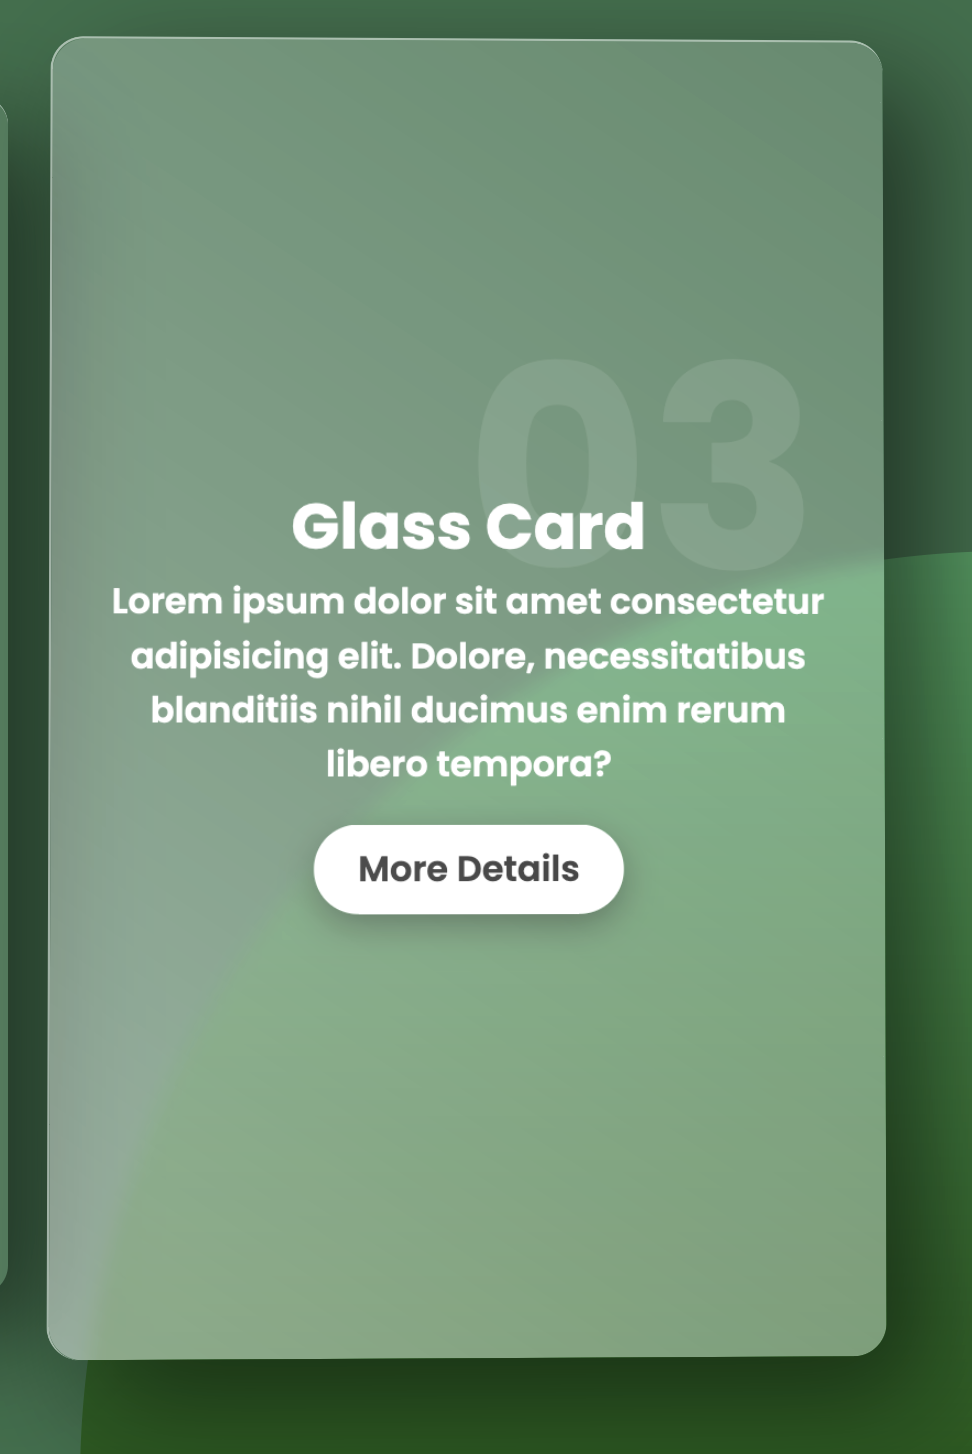 03
Glass Card
Lorem ipsum dolor sit amet consectetur
adipisicing elit. Dolore, necessitatibus
blanditiis nihil ducimus enim rerum
libero tempora?
More Details